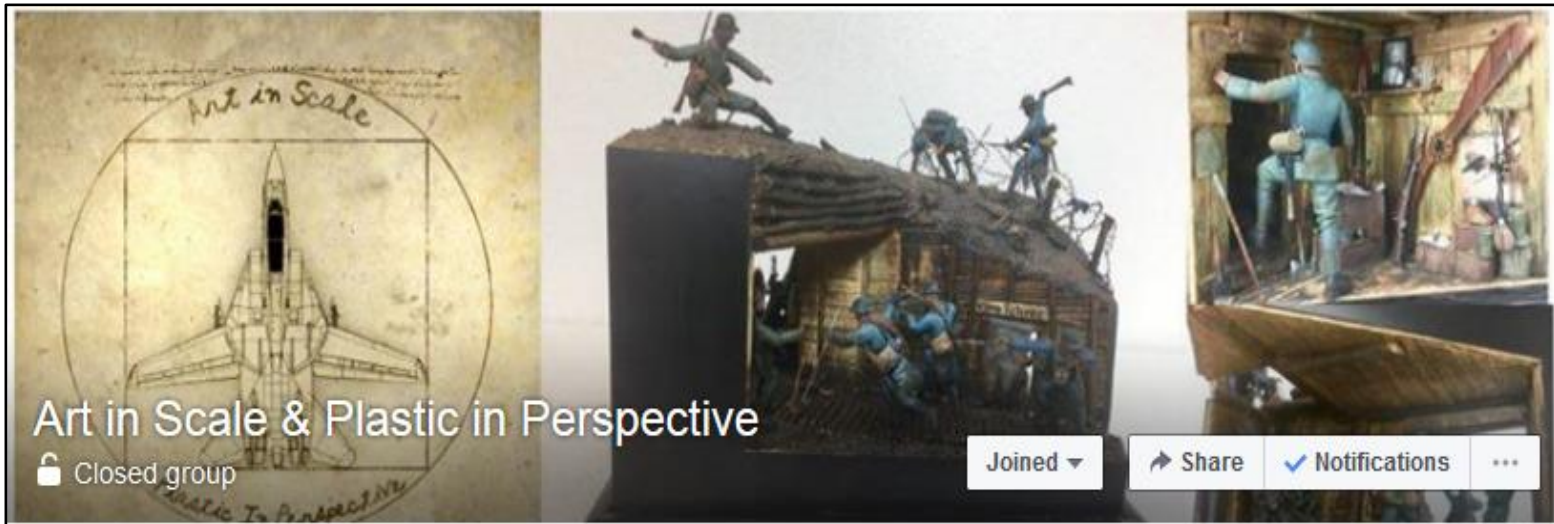 Art in Scale
Art in Scale & Plastic in Perspective
Closed group
Joined
Share
Notifications
Plastic In Perspective